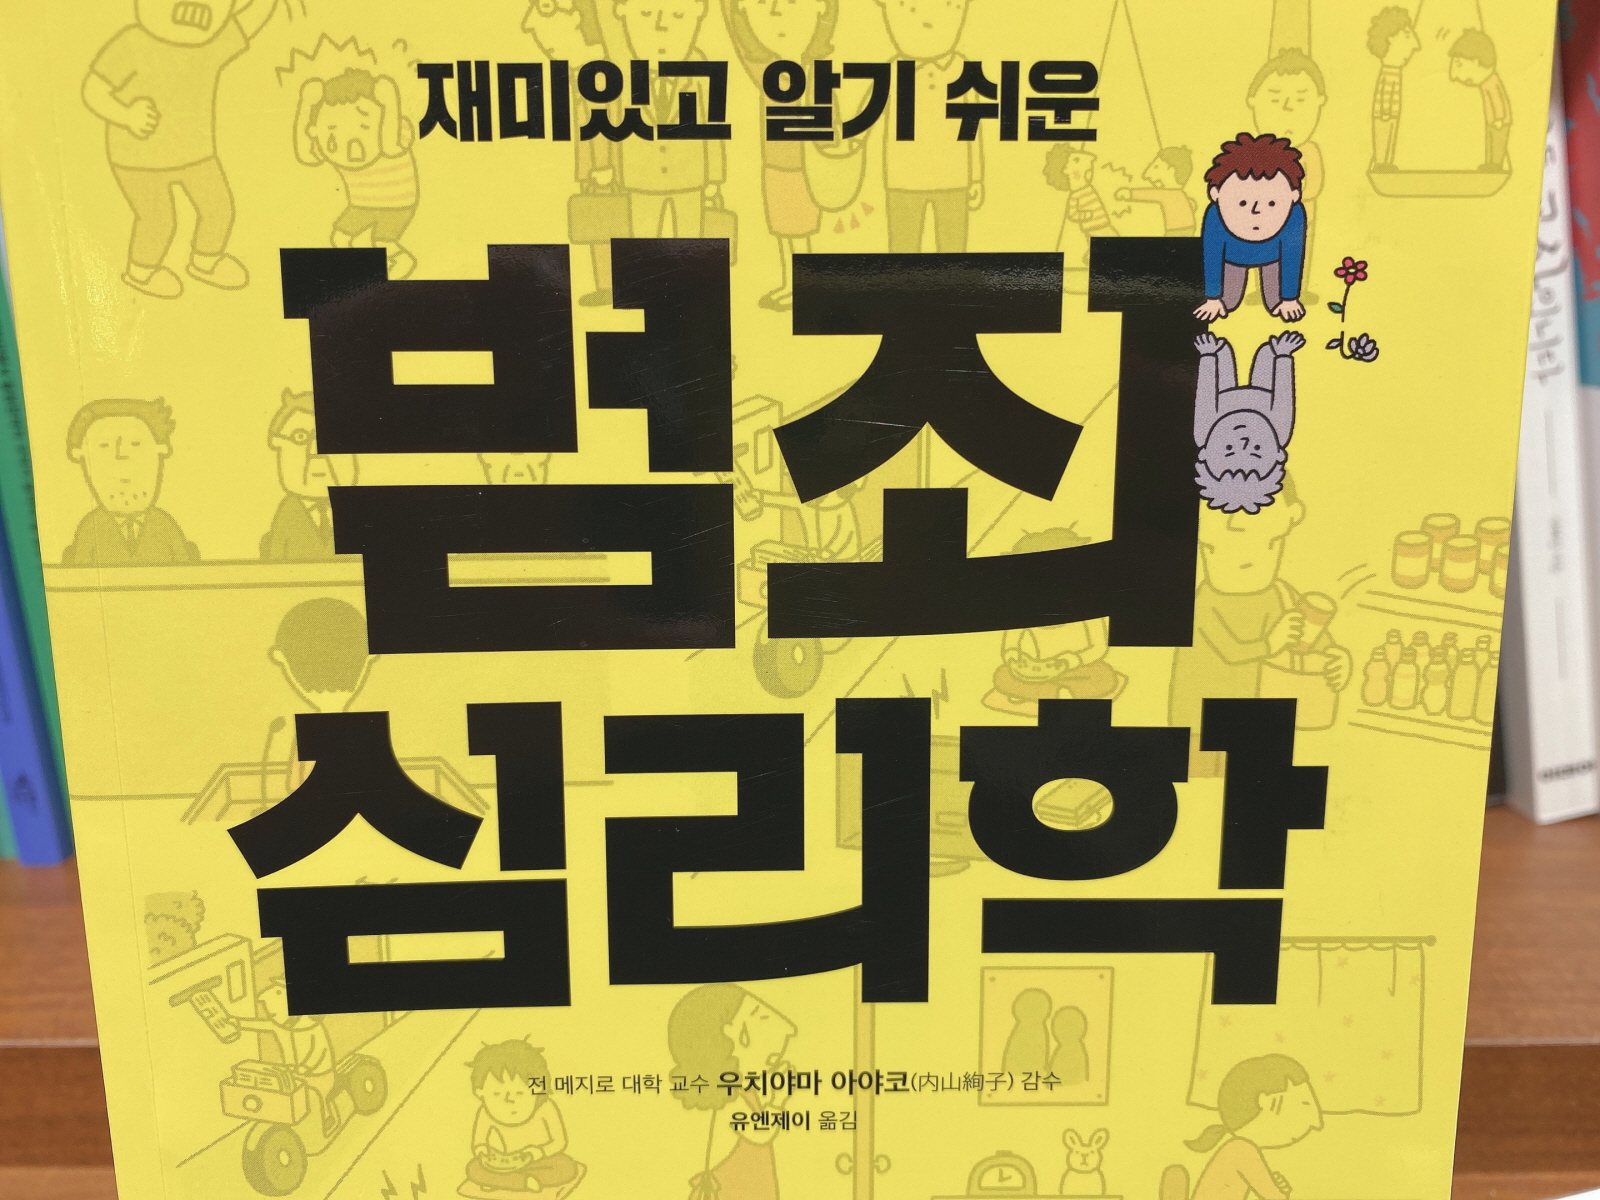 재미있고 알기 쉬운
범죄
심리학
전 메지로 대학 교수 우치야마 아야코(内山絢子) 감수
유엔제이 옮김